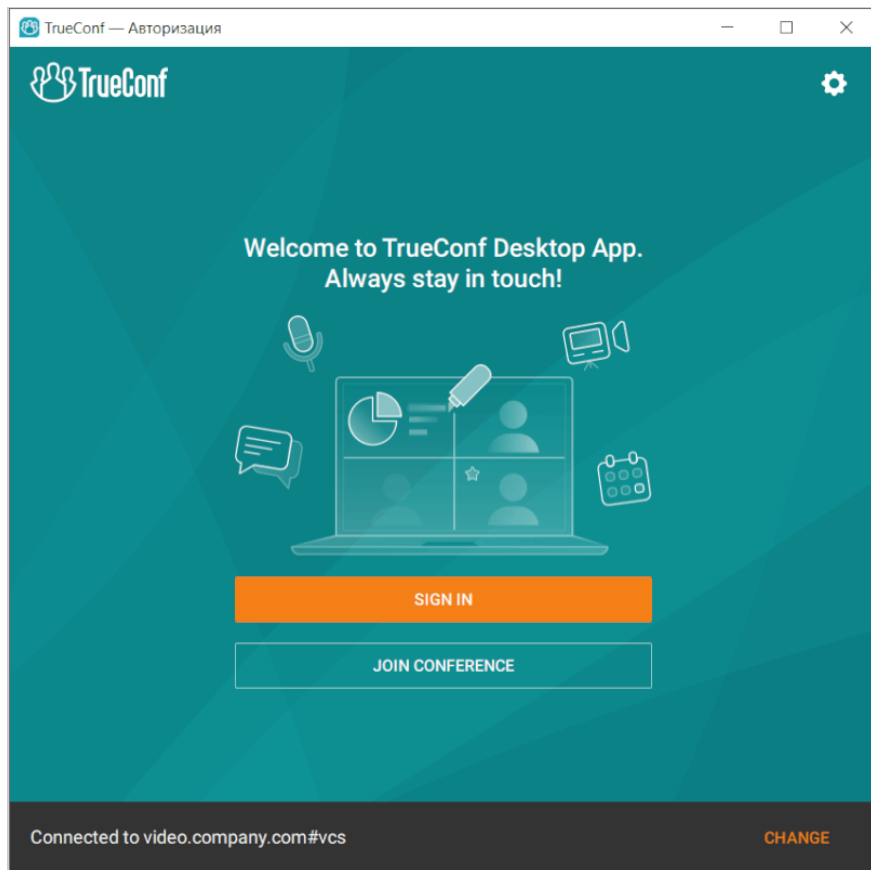 TrueConf — Авторизация
TrueConf
Welcome to TrueConf Desktop App.
Always stay in touch!
SIGN IN
JOIN CONFERENCE
Connected to video.company.com#vcs
CHANGE